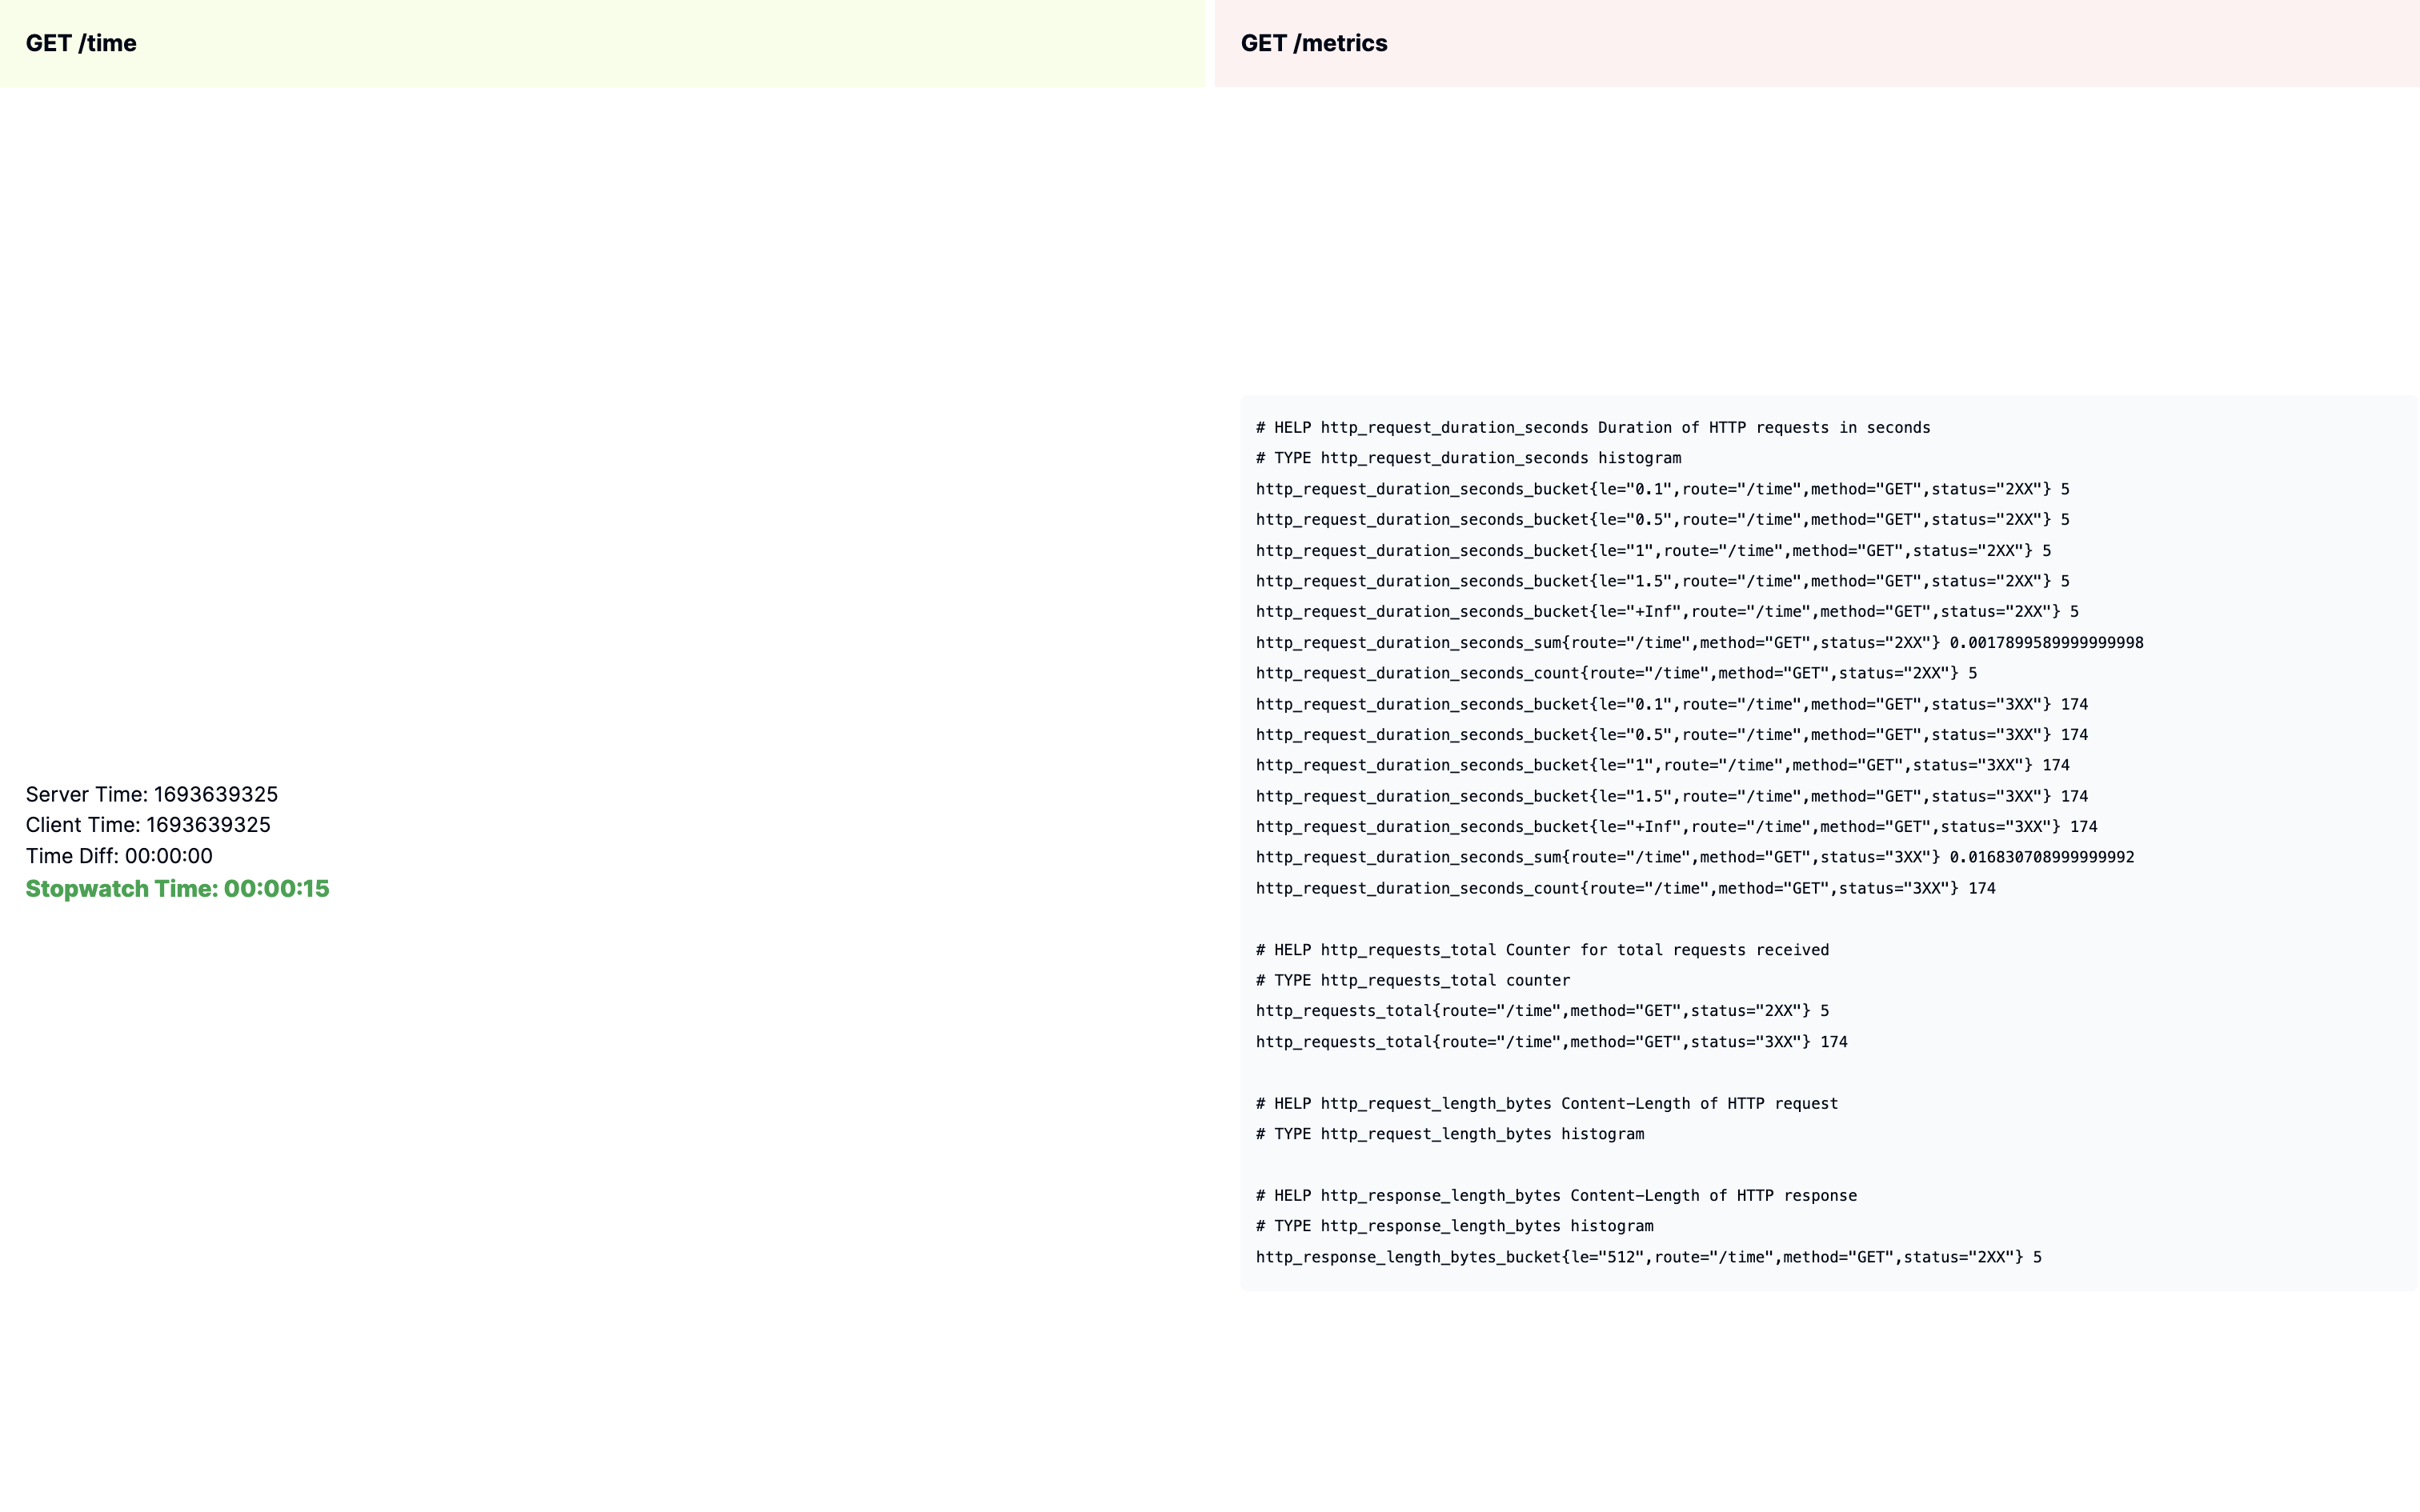 GET /time
Server Time: 1693639325
Client Time: 1693639325
Time Diff: 00:00:00
Stopwatch Time: 00:00:15
GET /metrics
# HELP http_request_duration_seconds Duration of HTTP requests in seconds
# TYPE http_request_duration_seconds histogram
http_request_duration_seconds_bucket{le="0.1",route="/time",method="GET",status="2XX"} 5
http_request_duration_seconds_bucket{le="0.5",route="/time",method="GET",status="2XX"} 5
http_request_duration_seconds_bucket{le="1",route="/time",method="GET",status="2XX"} 5
http_request_duration_seconds_bucket{le="1.5",route="/time",method="GET",status="2XX"} 5
http_request_duration_seconds_bucket{le="+Inf",route="/time",method="GET",status="2XX"} 5
http_request_duration_seconds_sum{route="/time",method="GET",status="2XX"} 0.0017899589999999998
http_request_duration_seconds_count{route="/time",method="GET",status="2XX"} 5
http_request_duration_seconds_bucket{le="0.1",route="/time",method="GET",status="3XX"} 174
http_request_duration_seconds_bucket{le="0.5",route="/time",method="GET",status="3XX"} 174
http_request_duration_seconds_bucket{le="1",route="/time",method="GET",status="3XX"} 174
http_request_duration_seconds_bucket{le="1.5",route="/time",method="GET",status="3XX"} 174
http_request_duration_seconds_bucket{le="+Inf",route="/time",method="GET",status="3XX"} 174
http_request_duration_seconds_sum{route="/time",method="GET",status="3XX"} 0.016830708999999992
http_request_duration_seconds_count{route="/time",method="GET",status="3XX"} 174
# HELP http_requests_total Counter for total requests received
# TYPE http_requests_total counter
http_requests_total{route="/time",method="GET",status="2XX"} 5
http_requests_total{route="/time",method="GET",status="3XX"} 174
# HELP http_request_length_bytes Content-Length of HTTP request
# TYPE http_request_length_bytes histogram
# HELP http_response_length_bytes Content-Length of HTTP response
# TYPE http_response_length_bytes histogram
http_response_length_bytes_bucket{le="512",route="/time",method="GET",status="2XX"} 5